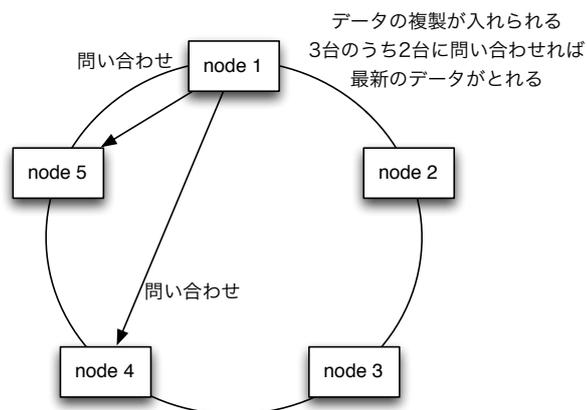 データの複製が入れられる
3台のうち2台に問い合わせれば
最新のデータがとれる
問い合わせ
node 1
node 5
node 2
問い合わせ
node 4
node 3